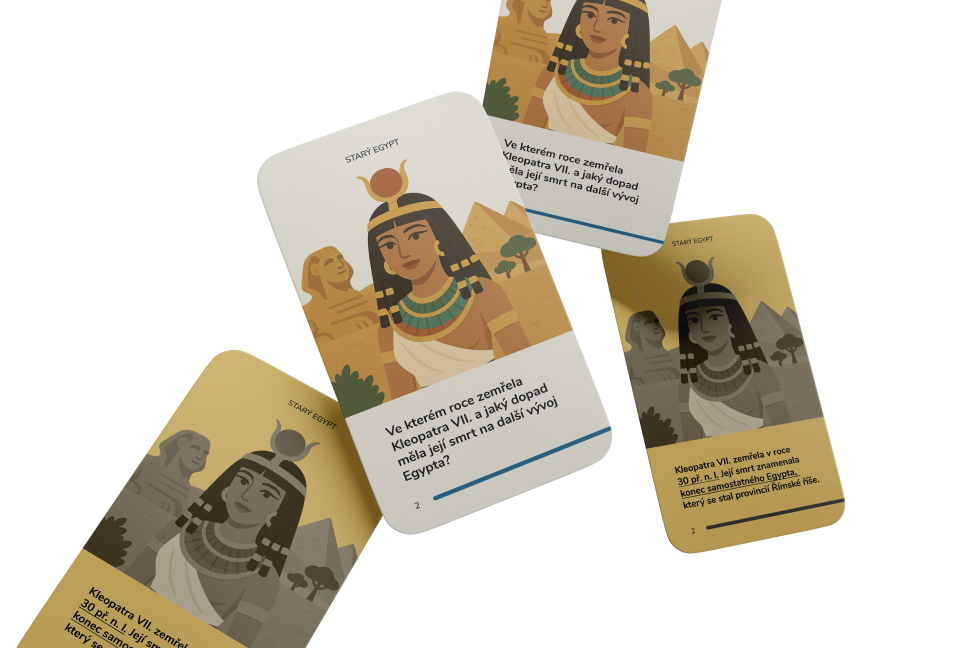 Ve kterém roce zemřela
Kleopatra VII. a jaký dopad
měla její smrt na další vývoj
Egypta?
STARÝ EGYPT
Ve kterém roce zemřela
Kleopatra VII. a jaký dopad
měla její smrt na další vývoj
Egypta?
2
STARÝ EGYPT
Kleopatra VII. zemřela v roce
30 př. n. l. Její smrt znamenala
konec samostatného Egypta,
který se stal provincií Římské říše.
2
STARÝ EGYPT
Kleopatra VII. zemřel
30 př. n. l. Její sm
konec samos
který se